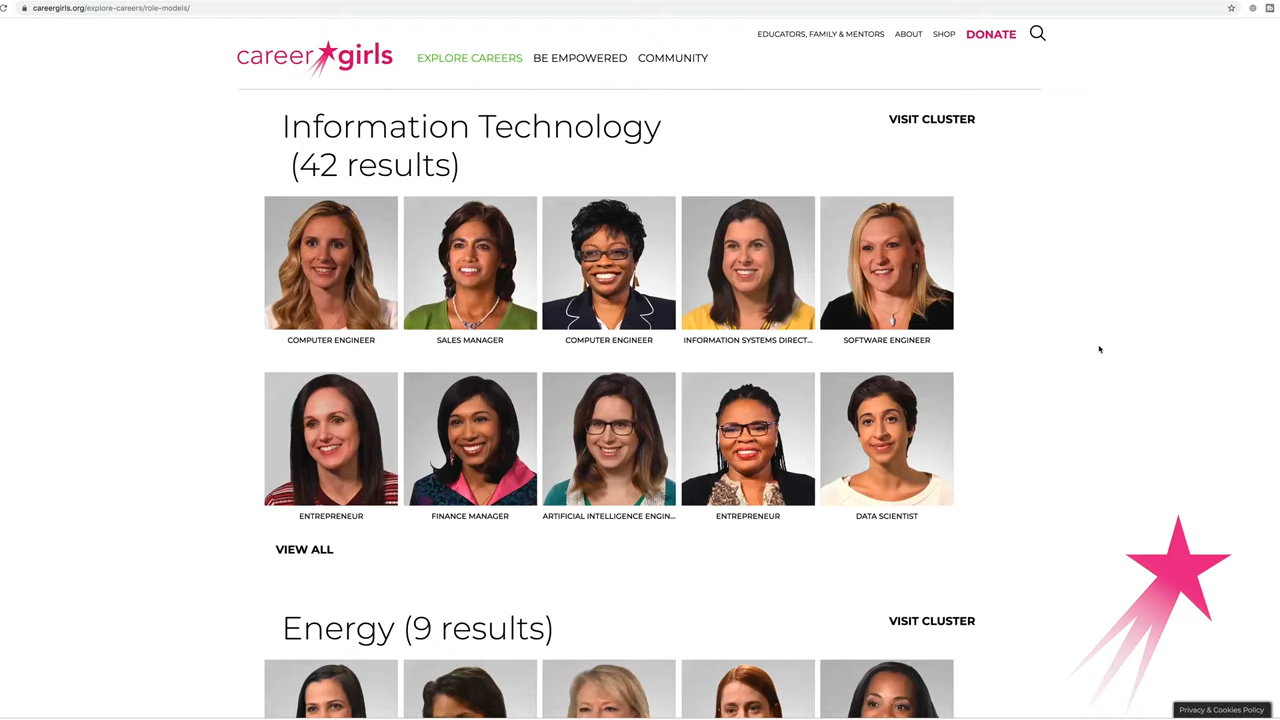 careergirls.org/explore-careers/role-models/
EDUCATORS, FAMILY & MENTORS ABOUT SHOP DONATE
career girls
EXPLORE CAREERS BE EMPOWERED COMMUNITY
Information Technology
(42 results)
VISIT CLUSTER
COMPUTER ENGINEER SALES MANAGER COMPUTER ENGINEER INFORMATION SYSTEMS DIRECT... SOFTWARE ENGINEER
ENTREPRENEUR FINANCE MANAGER ARTIFICIAL INTELLIGENCE ENGIN... ENTREPRENEUR DATA SCIENTIST
VIEW ALL
Energy (9 results)
VISIT CLUSTER
Privacy & Cookies Policy